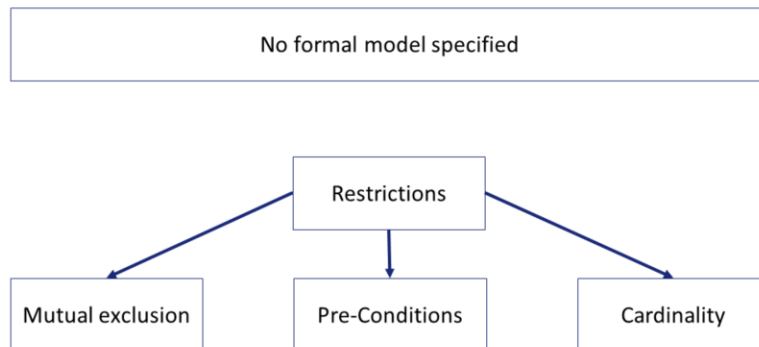 No formal model specified
Restrictions
Mutual exclusion
Pre-Conditions
Cardinality